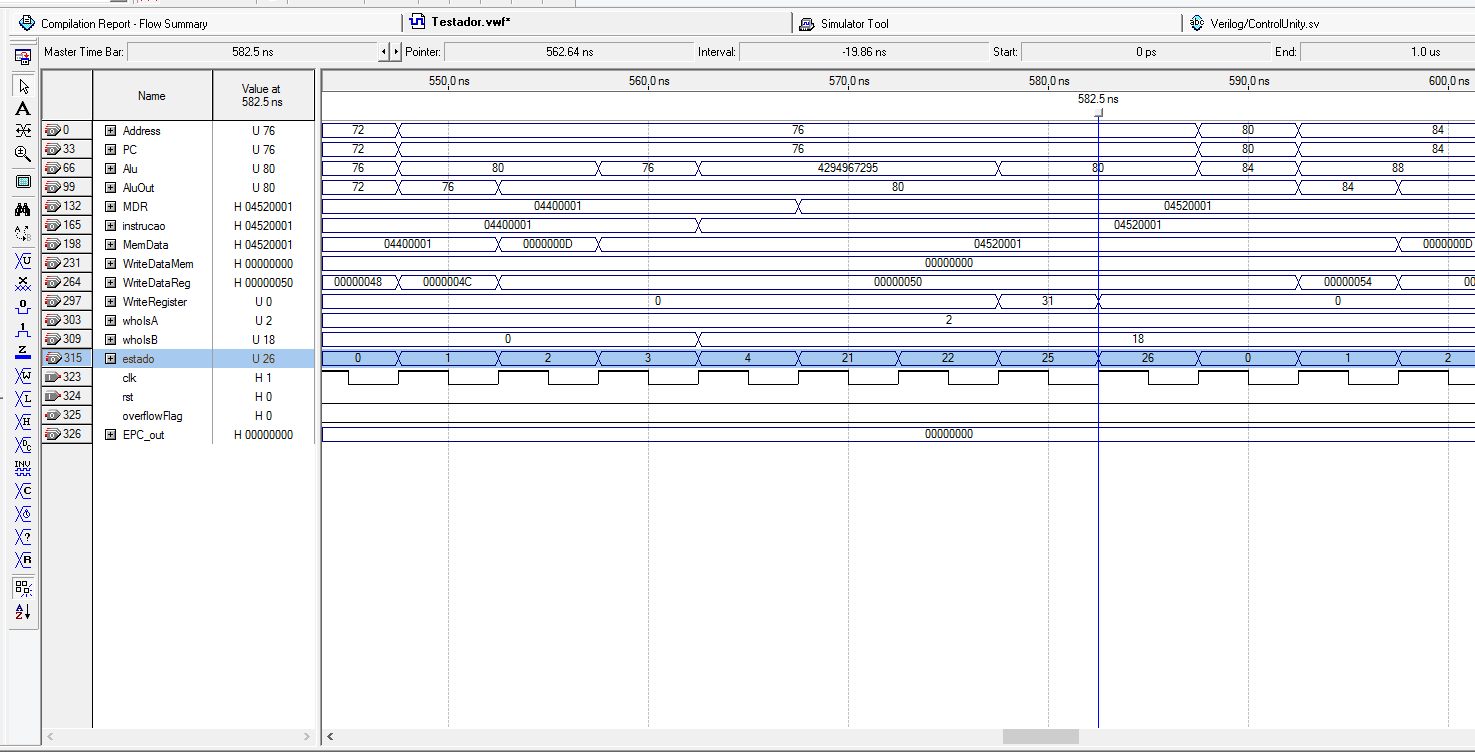 Compilation Report - Flow Summary Testador.vwf* Simulator Tool Verilog/ControlUnity.sv
Master Time Bar: 582.5 ns Pointer: 562.64 ns Interval: -19.86 ns Start: 0 ps End: 1.0 us
Name Value at 582.5 ns 550,0 ns 560,0 ns 570,0 ns 580,0 ns 590,0 ns 600,0 ns
582.5 ns
0 Address U 76 72 76 80 84
33 PC U 76 72 76 80 84
66 Alu U 80 76 80 76 4294967295 80 84 88
99 AluOut U 80 72 76 80 84
132 MDR H 04520001 04400001 04520001
165 instrucao H 04520001 04400001 04520001
198 MemData H 04520001 04400001 0000000D 04520001 0000000D
231 WriteDataMem H 00000000 00000000
264 WriteDataReg H 00000050 00000048 0000004C 00000050 00000054 00
297 WriteRegister U 0 0 31 0
303 whoIsA U 2 2
309 whoIsB U 18 0 18
315 estado U 26 0 1 2 3 4 21 22 25 26 0 1 2
323 clk H 1
324 rst H 0
325 overflowFlag H 0
326 EPC_out H 00000000 00000000